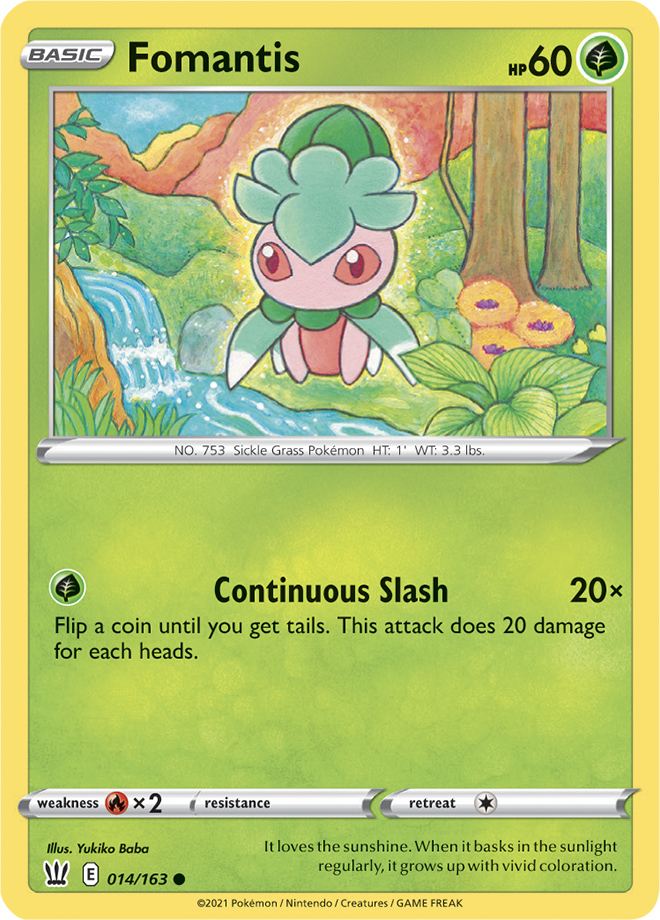 BASIC Fomantis HP60
NO. 753 Sickle Grass Pokémon HT: 1' WT: 3.3 lbs.
Continuous Slash 20×
Flip a coin until you get tails. This attack does 20 damage
for each heads.
weakness ×2 resistance retreat
Illus. Yukiko Baba
It loves the sunshine. When it basks in the sunlight
regularly, it grows up with vivid coloration.
E 014/163
©2021 Pokémon / Nintendo / Creatures / GAME FREAK